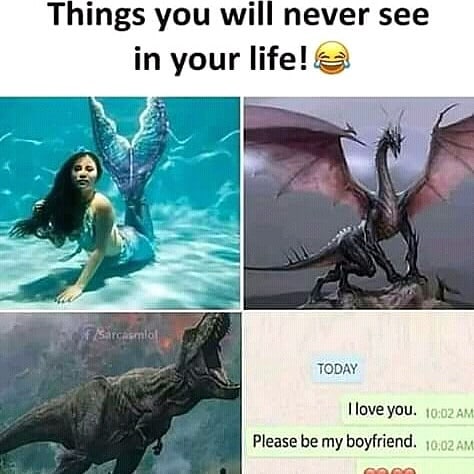 Things you will never see
in your life!😂
f/Sarcasmlol
TODAY
I love you. 10:02 AM
Please be my boyfriend. 10:02 AM